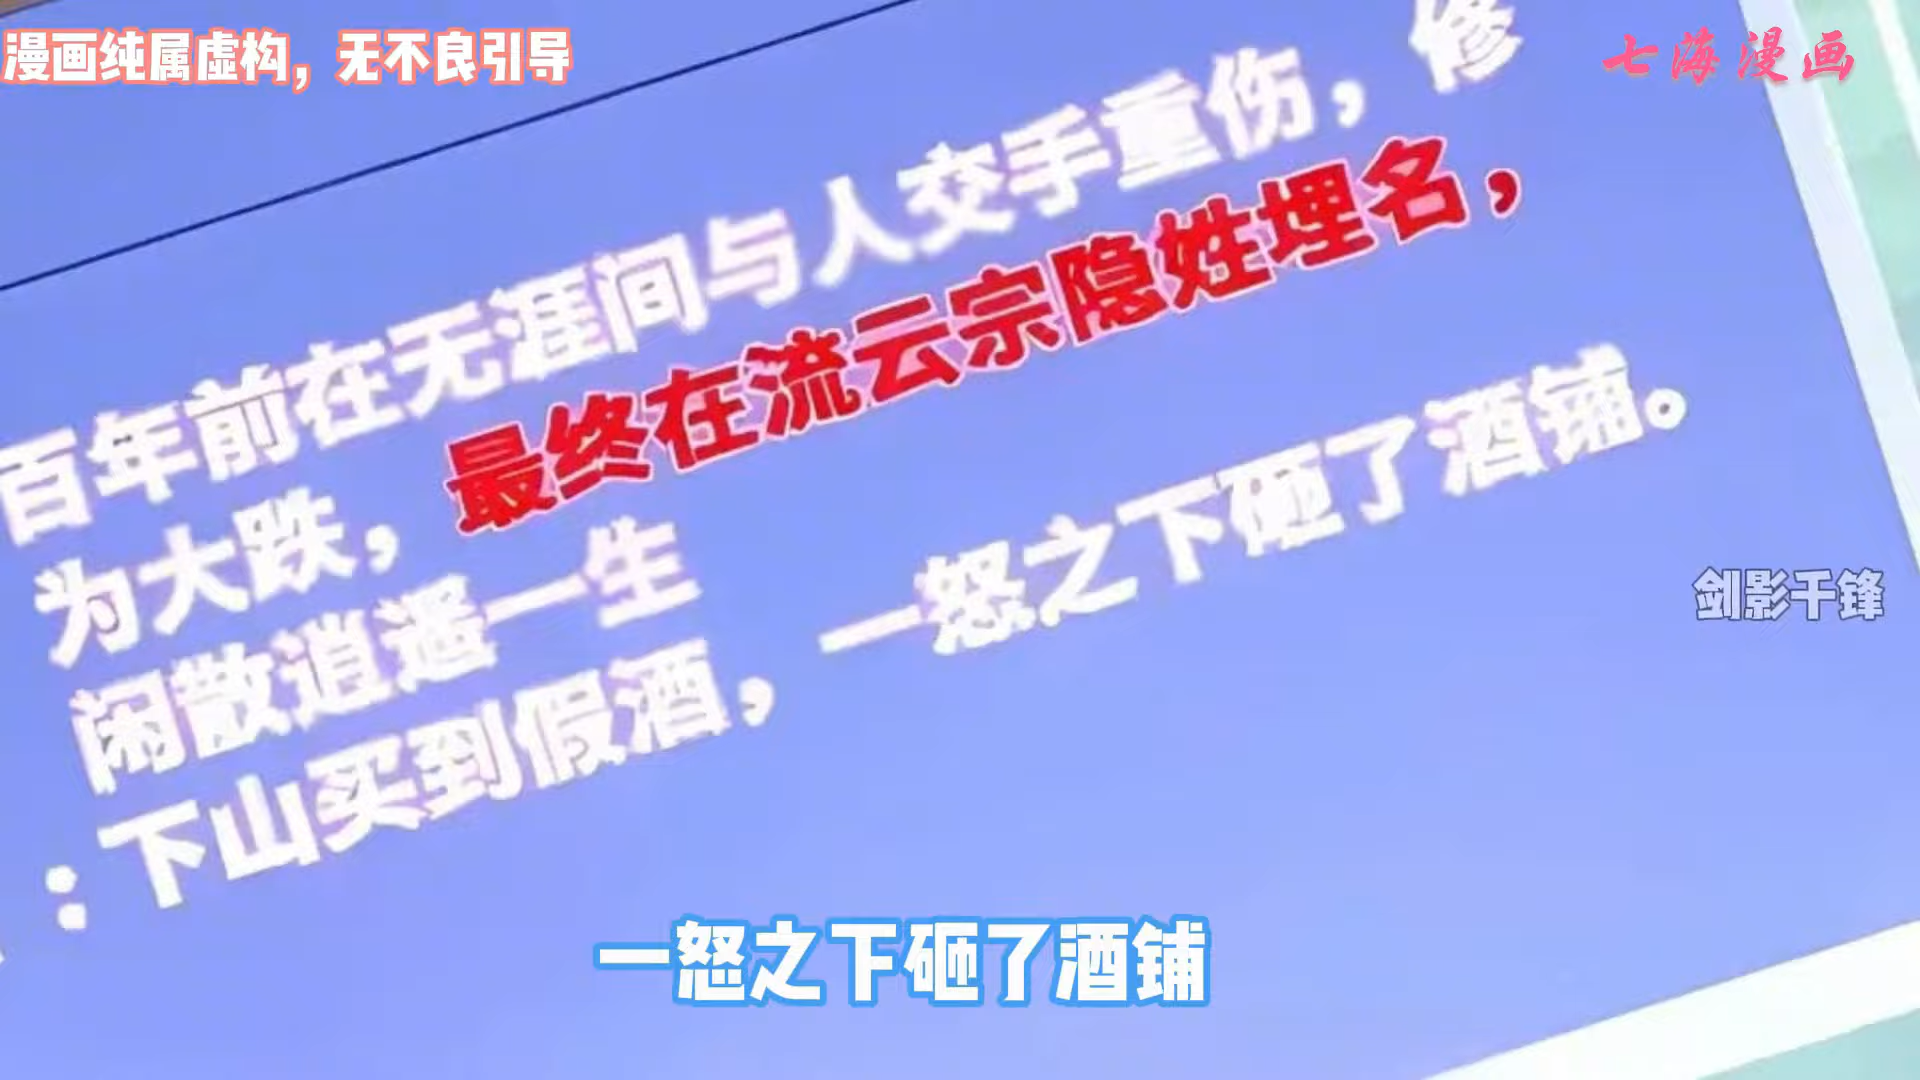 漫画纯属虚构，无不良引导
七海漫画
百年前在无涯间与人交手重伤，修
为大跌，最终在流云宗隐姓埋名，
闲散逍遥一生
：下山买到假酒，一怒之下砸了酒铺。
剑影千锋
一怒之下砸了酒铺